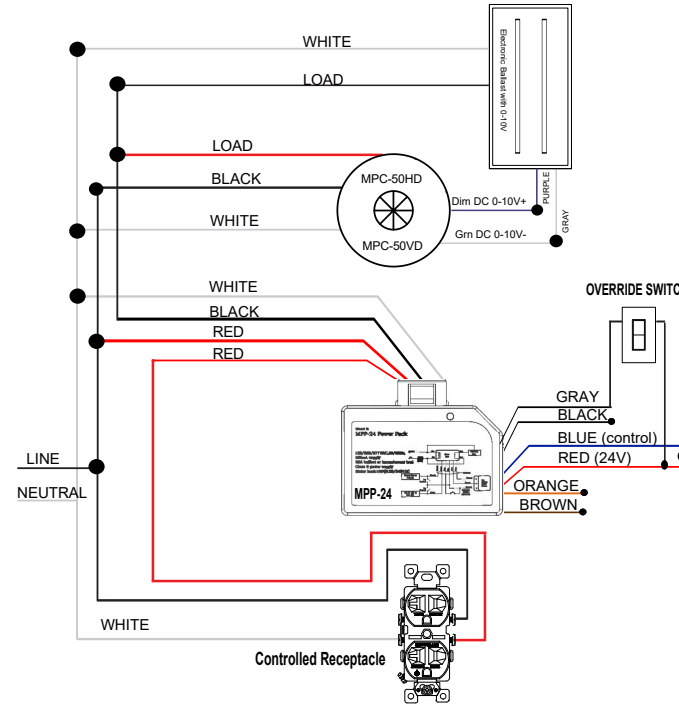 WHITE
LOAD
Electronic Ballast with 0-10V
LOAD
MPC-50HD
BLACK
PURPLE
Dim DC 0-10V+
WHITE
GRAY
Grn DC 0-10V-
MPC-50VD
WHITE
OVERRIDE SWITC
BLACK
RED
RED
GRAY
BLACK
MPP-24 Power Pack
BLUE (control)
LINE
RED (24V)
NEUTRAL
MPP-24
ORANGE
BROWN
WHITE
Controlled Receptacle